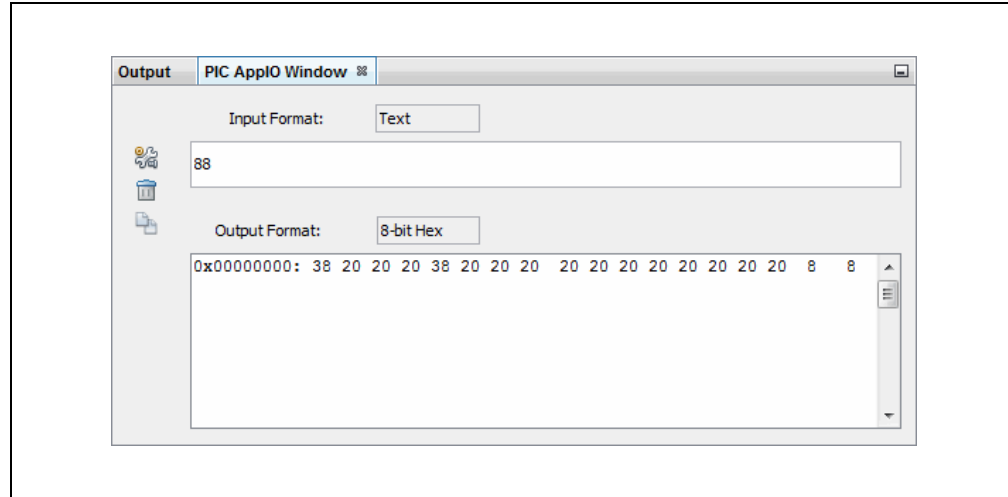 Output PIC AppIO Window
Input Format: Text
88
Output Format: 8-bit Hex
0x00000000: 38 20 20 20 38 20 20 20 20 20 20 20 20 20 20 20 8 8